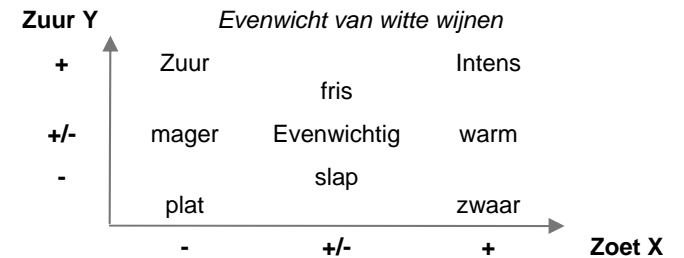 Zuur Y Evenwicht van witte wijnen
+ Zuur Intens
fris
+/- mager Evenwichtig warm
- slap
plat zwaar
- +/- + Zoet X